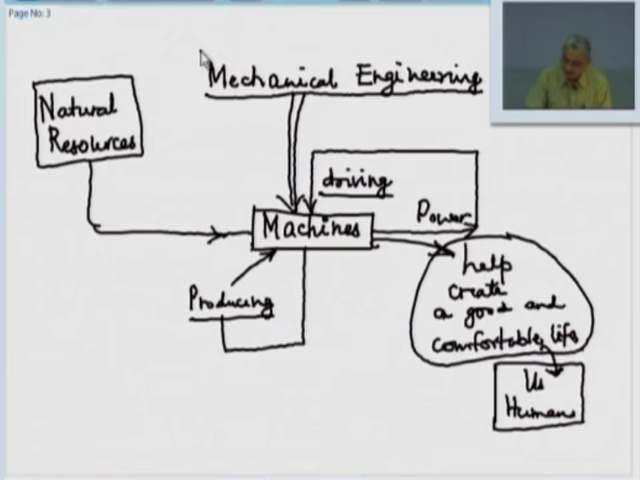 Page No: 3
Mechanical Engineering
Natural
Resources
driving
Power
Machines
Producing
help
create
a good and
comfortable life
Us
Humans